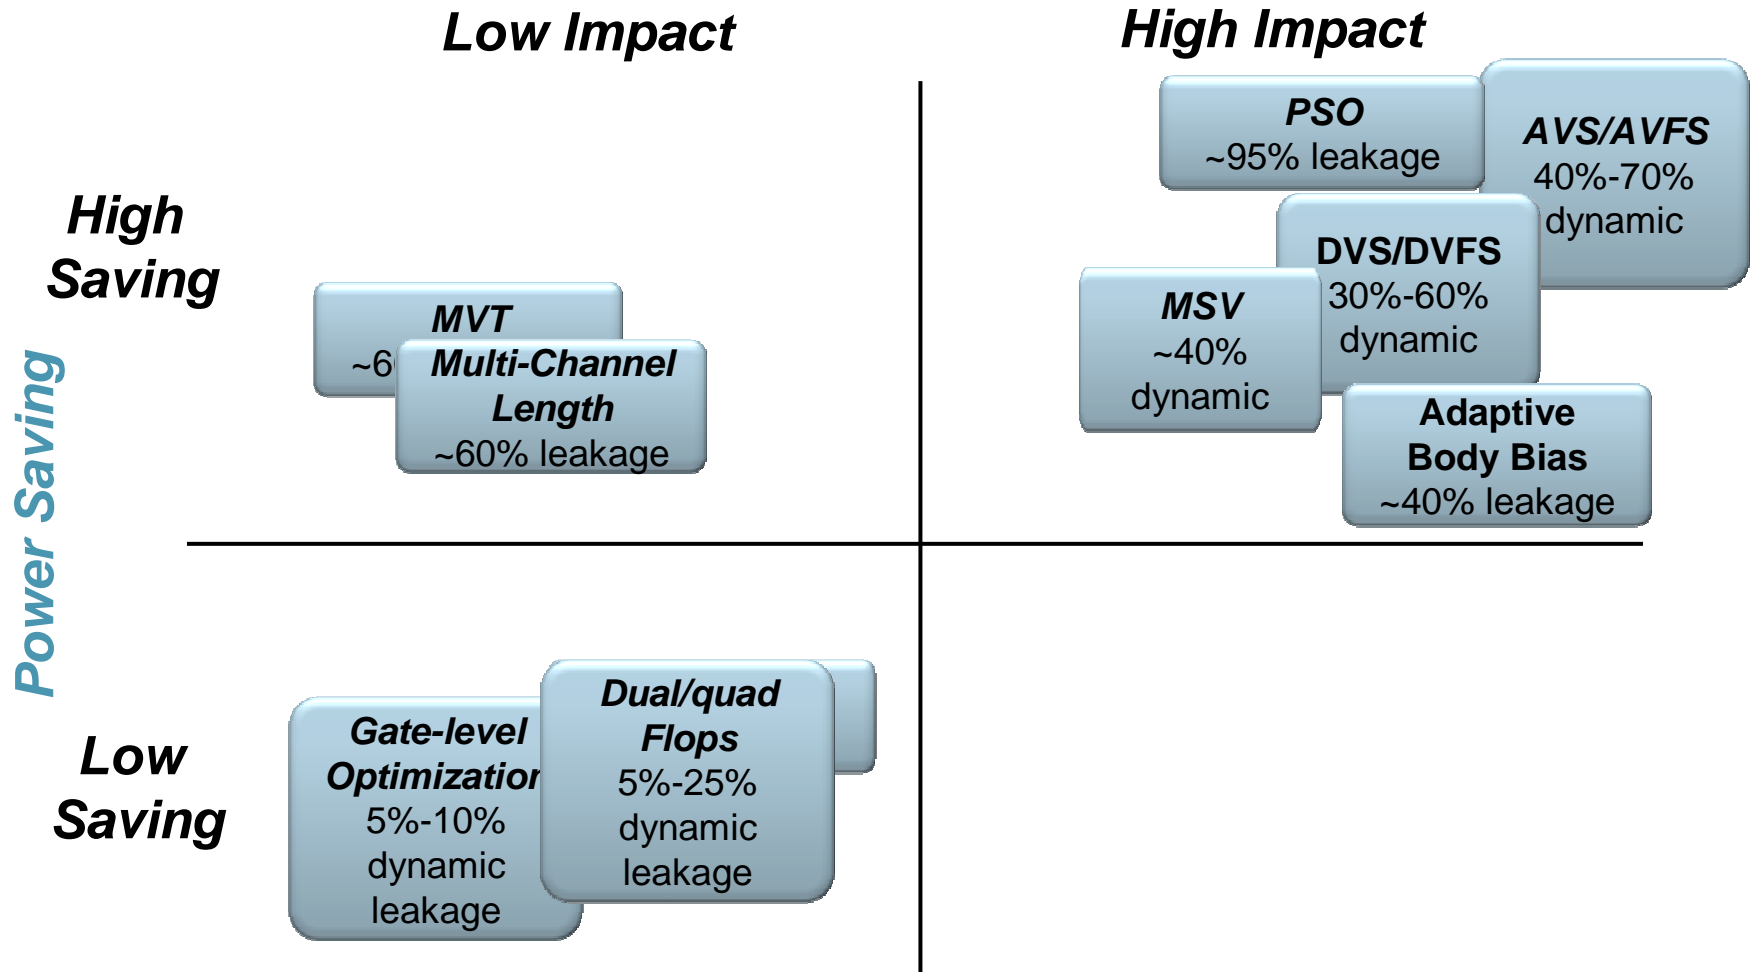 Low Impact
High Impact
PSO
~95% leakage
AVS/AVFS
40%-70%
dynamic
High
Saving
DVS/DVFS
30%-60%
dynamic
MSV
~40%
dynamic
MVT
Multi-Channel
Length
~60% leakage
Adaptive
Body Bias
~40% leakage
Power Saving
Low
Saving
Gate-level
Optimization
5%-10%
dynamic
leakage
Dual/quad
Flops
5%-25%
dynamic
leakage